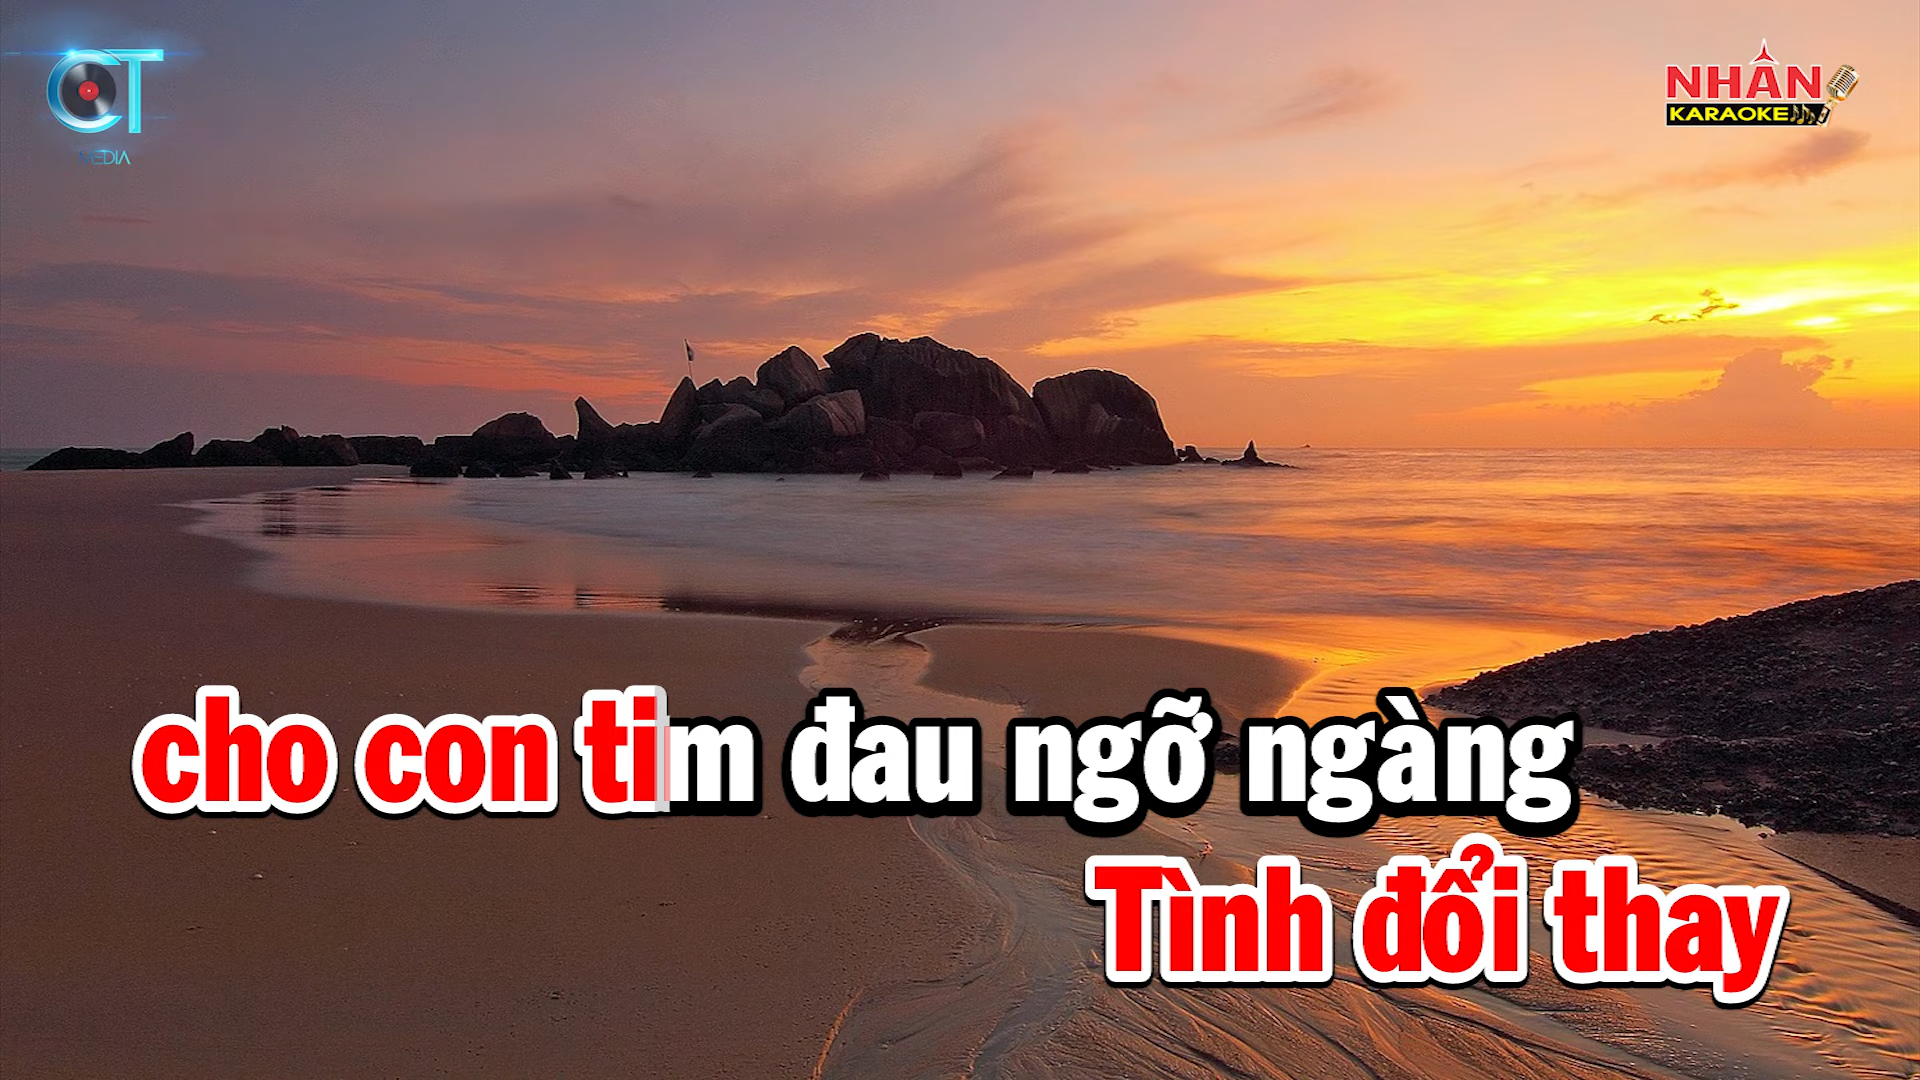 CT
MEDIA
NHÂN
KARAOKE
cho con tim đau ngỡ ngàng
Tình đổi thay